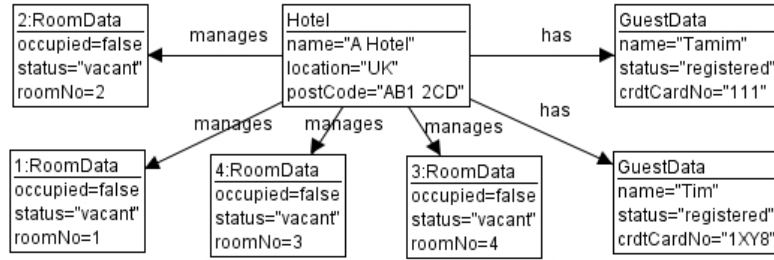 2:RoomData
occupied=false
status="vacant"
roomNo=2
manages
Hotel
name="A Hotel"
location="UK"
postCode="AB1 2CD"
has
GuestData
name="Tamim"
status="registered"
crdtCardNo="111"
manages
manages
manages
has
1:RoomData
occupied=false
status="vacant"
roomNo=1
4:RoomData
occupied=false
status="vacant"
roomNo=3
3:RoomData
occupied=false
status="vacant"
roomNo=4
GuestData
name="Tim"
status="registered"
crdtCardNo="1XY8"